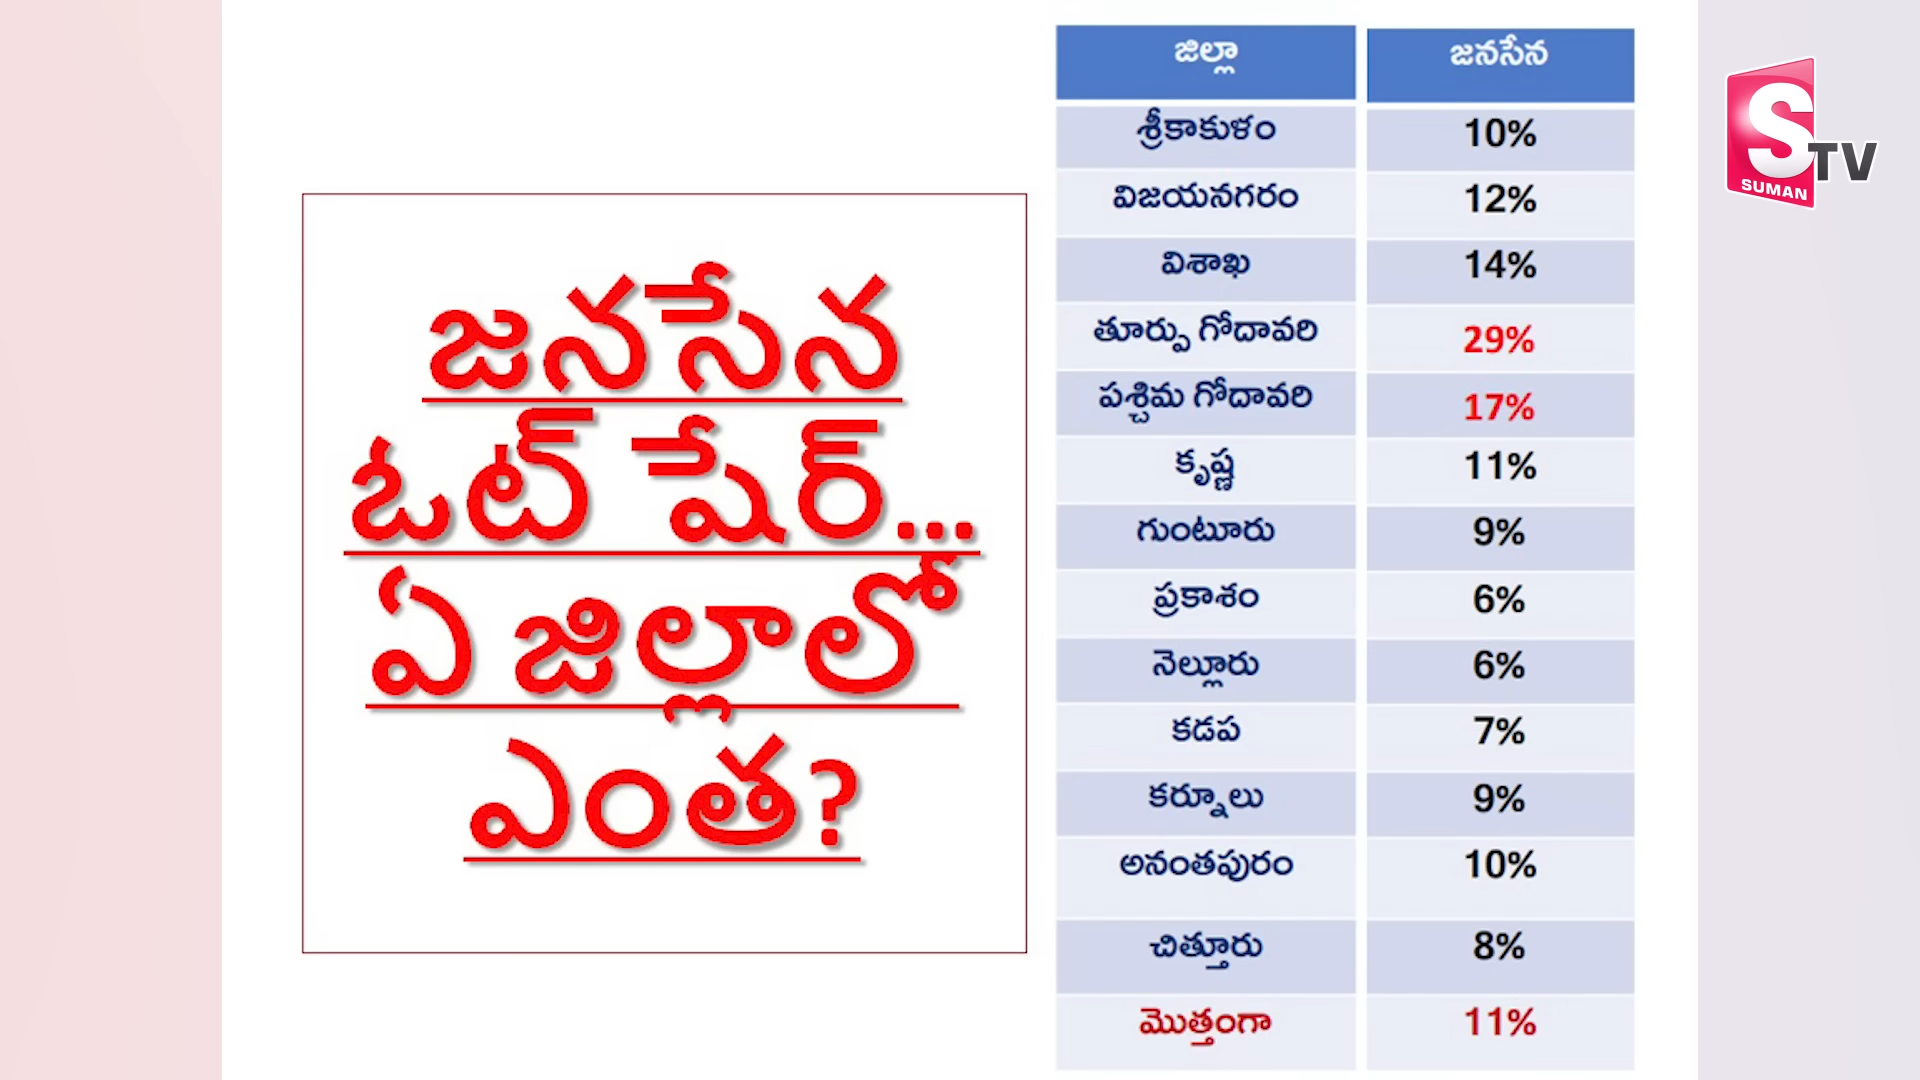 జనసేన
ఓట్ షేర్...
ఏ జిల్లాలో
ఎంత?
జిల్లా జనసేన
శ్రీకాకుళం 10%
విజయనగరం 12%
విశాఖ 14%
తూర్పు గోదావరి 29%
పశ్చిమ గోదావరి 17%
కృష్ణ 11%
గుంటూరు 9%
ప్రకాశం 6%
నెల్లూరు 6%
కడప 7%
కర్నూలు 9%
అనంతపురం 10%
చిత్తూరు 8%
మొత్తంగా 11%
S TV
SUMAN